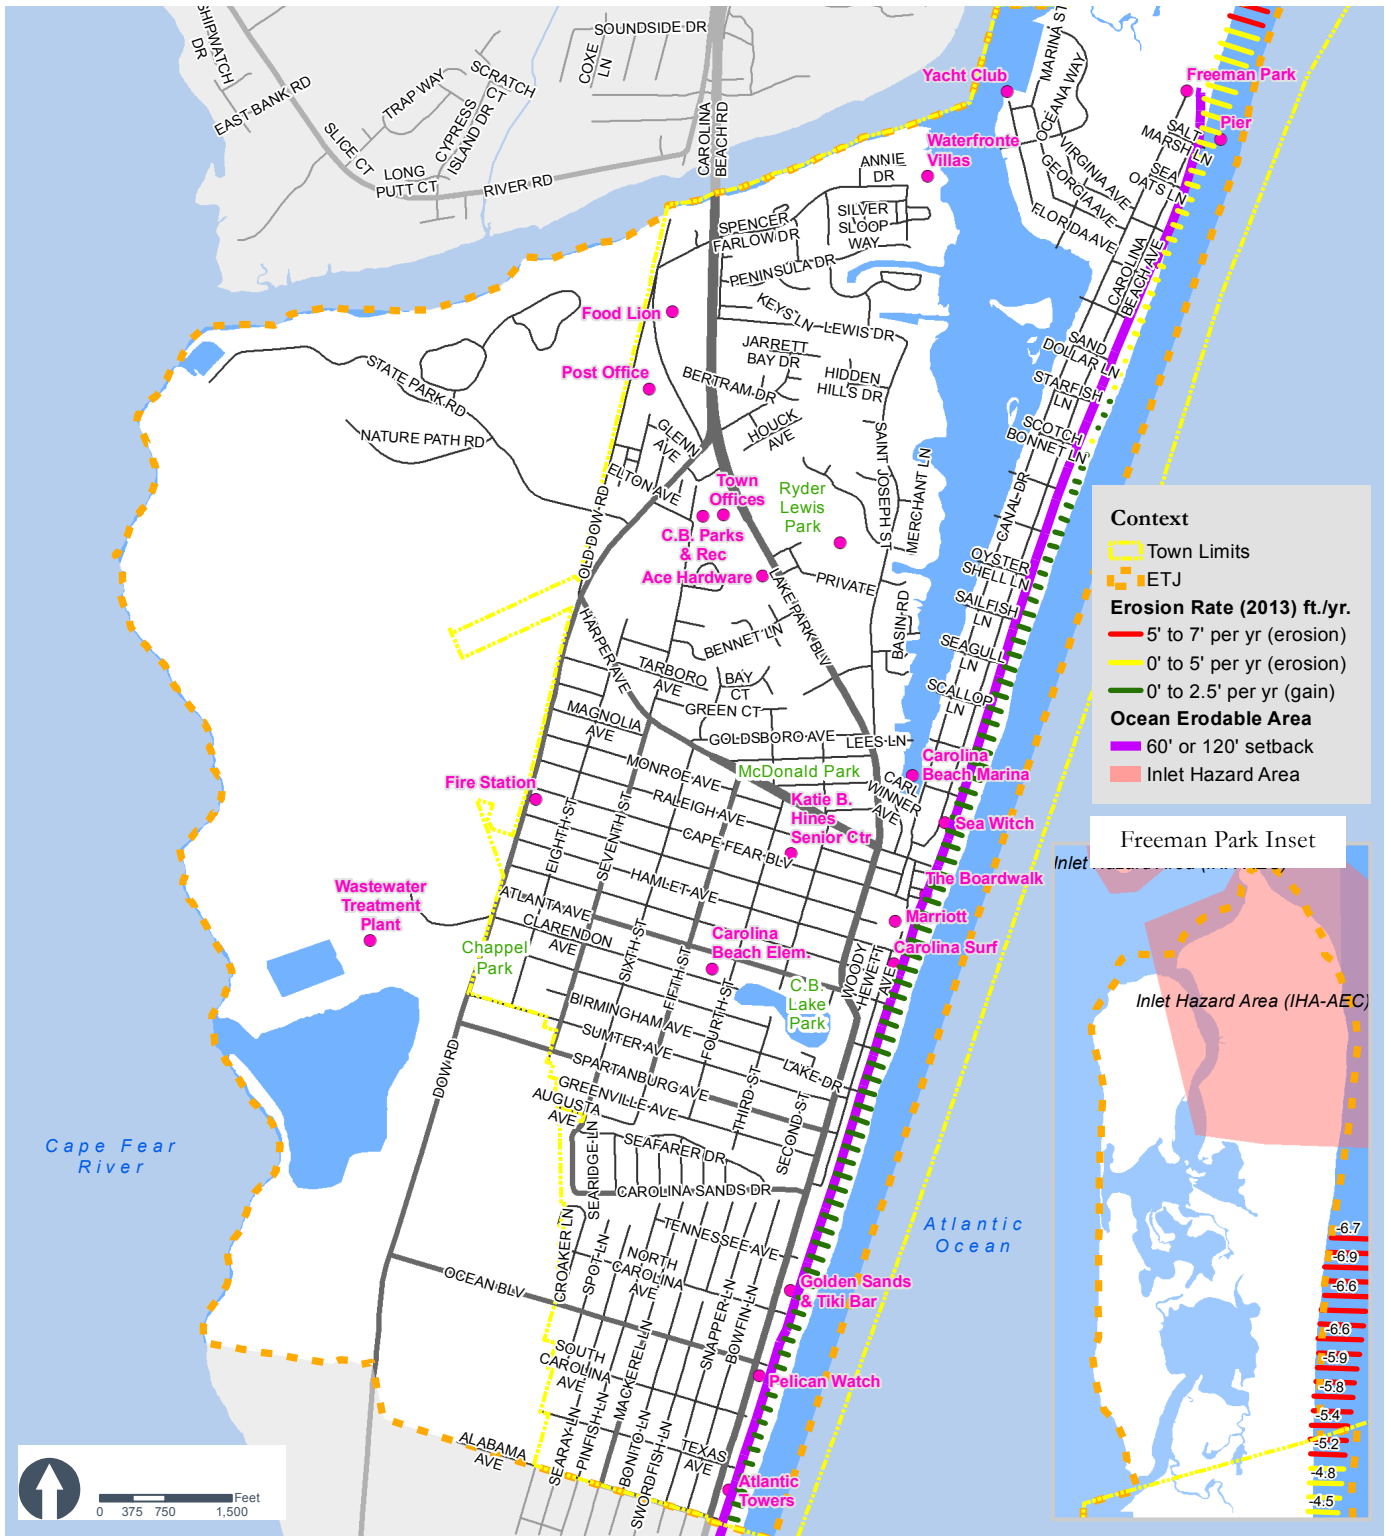 SHIPWATCH
DR
EAST BANK RD
SLICE CT
TRAP WAY
SCRATCH
CT
CYPRESS
ISLAND DR
LONG
PUTT CT
RIVER RD
COXE
LN
SOUNDSIDE DR
CAROLINA
BEACH RD
Yacht Club
MARINA ST
OCEANA WAY
Freeman Park
Pier
SALT
MARSH LN
SEA
OATS LN
VIRGINIA AVE
GEORGIA AVE
FLORIDA AVE
CAROLINA
BEACH AVE
Waterfronte
Villas
ANNIE
DR
SILVER
SLOOP
WAY
SPENCER
FARLOW DR
PENINSULA DR
KEYS LN
LEWIS DR
Food Lion
Post Office
JARRETT
BAY DR
HIDDEN
HILLS DR
BERTRAM DR
HOUCK
AVE
STATE PARK RD
NATURE PATH RD
GLENN
AVE
ELTON AVE
OLD DOW RD
Town
Offices
C.B. Parks
& Rec
Ace Hardware
Ryder
Lewis
Park
SAINT JOSEPH ST
MERCHANT LN
SAND
DOLLAR LN
STARFISH
LN
SCOTCH
BONNET LN
CANAL DR
OYSTER
SHELL LN
SAILFISH
LN
SEAGULL
LN
SCALLOP
LN
PRIVATE
BASIN RD
LAKE PARK BLV
HARPER AVE
BENNET LN
TARBORO
AVE
BAY
CT
GREEN CT
MAGNOLIA
AVE
GOLDSBORO AVE
LEES LN
McDonald Park
MONROE AVE
RALEIGH AVE
CAPE FEAR BLV
HAMLET AVE
Katie B.
Hines
Senior Ctr
CARL
WINNER
AVE
Carolina
Beach Marina
Sea Witch
The Boardwalk
Marriott
Carolina Surf
Fire Station
EIGHTH ST
SEVENTH ST
SIXTH ST
FIFTH ST
FOURTH ST
THIRD ST
SECOND ST
ATLANTA AVE
CLARENDON
AVE
Wastewater
Treatment
Plant
Chappel
Park
Carolina
Beach Elem.
C.B.
Lake
Park
WOODY
HEWETT
AVE
BIRMINGHAM AVE
SUMTER AVE
SPARTANBURG AVE
GREENVILLE AVE
AUGUSTA
AVE
LAKE DR
DOW RD
SEARIDGE LN
SEAFARER DR
CAROLINA SANDS DR
TENNESSEE AVE
CROAKER LN
SPOT LN
NORTH
CAROLINA
AVE
OCEAN BLV
SNAPPER LN
BOWFIN LN
MACKEREL LN
SOUTH
CAROLINA
AVE
Golden Sands
& Tiki Bar
Pelican Watch
ALABAMA
AVE
SEARAY LN
PINFISH LN
BONITO LN
SWORDFISH LN
TEXAS
AVE
Atlantic
Towers
Cape Fear
River
Atlantic
Ocean
Context
Town Limits
ETJ
Erosion Rate (2013) ft./yr.
5' to 7' per yr (erosion)
0' to 5' per yr (erosion)
0' to 2.5' per yr (gain)
Ocean Erodable Area
60' or 120' setback
Inlet Hazard Area
Freeman Park Inset
Inlet Hazard Area (IHA-AEC)
-6.7
-6.9
-6.6
-6.6
-5.9
-5.8
-5.4
-5.2
-4.8
-4.5
Feet
0 375 750 1,500